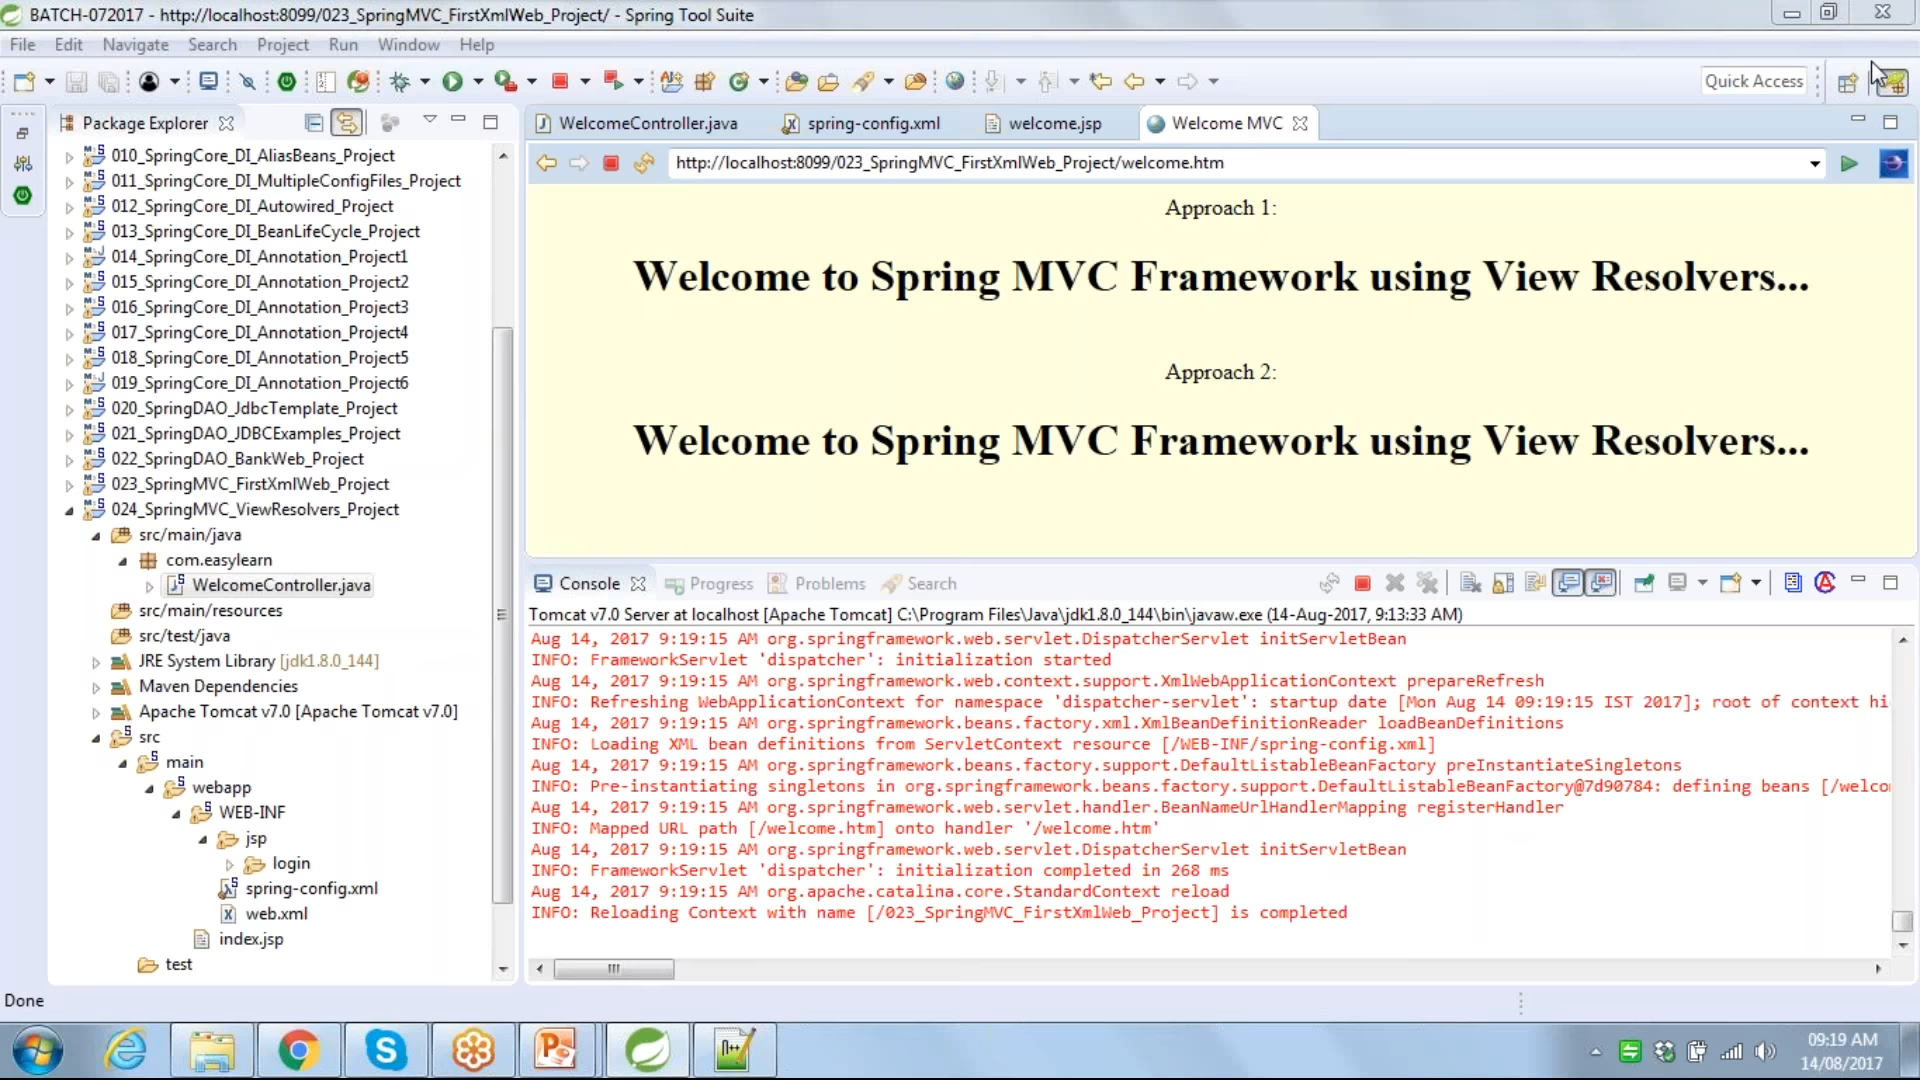 BATCH-072017 - http://localhost:8099/023_SpringMVC_FirstXmlWeb_Project/ - Spring Tool Suite
File Edit Navigate Search Project Run Window Help
Quick Access
Package Explorer
010_SpringCore_DI_AliasBeans_Project
011_SpringCore_DI_MultipleConfigFiles_Project
012_SpringCore_DI_Autowired_Project
013_SpringCore_DI_BeanLifeCycle_Project
014_SpringCore_DI_Annotation_Project1
015_SpringCore_DI_Annotation_Project2
016_SpringCore_DI_Annotation_Project3
017_SpringCore_DI_Annotation_Project4
018_SpringCore_DI_Annotation_Project5
019_SpringCore_DI_Annotation_Project6
020_SpringDAO_JdbcTemplate_Project
021_SpringDAO_JDBCExamples_Project
022_SpringDAO_BankWeb_Project
023_SpringMVC_FirstXmlWeb_Project
024_SpringMVC_ViewResolvers_Project
src/main/java
com.easylearn
WelcomeController.java
src/main/resources
src/test/java
JRE System Library [jdk1.8.0_144]
Maven Dependencies
Apache Tomcat v7.0 [Apache Tomcat v7.0]
src
main
webapp
WEB-INF
jsp
login
spring-config.xml
web.xml
index.jsp
test
WelcomeController.java spring-config.xml welcome.jsp Welcome MVC
http://localhost:8099/023_SpringMVC_FirstXmlWeb_Project/welcome.htm
Approach 1:
Welcome to Spring MVC Framework using View Resolvers...
Approach 2:
Welcome to Spring MVC Framework using View Resolvers...
Console Progress Problems Search
Tomcat v7.0 Server at localhost [Apache Tomcat] C:\Program Files\Java\jdk1.8.0_144\bin\javaw.exe (14-Aug-2017, 9:13:33 AM)
Aug 14, 2017 9:19:15 AM org.springframework.web.servlet.DispatcherServlet initServletBean
INFO: FrameworkServlet 'dispatcher': initialization started
Aug 14, 2017 9:19:15 AM org.springframework.web.context.support.XmlWebApplicationContext prepareRefresh
INFO: Refreshing WebApplicationContext for namespace 'dispatcher-servlet': startup date [Mon Aug 14 09:19:15 IST 2017]; root of context hi
Aug 14, 2017 9:19:15 AM org.springframework.beans.factory.xml.XmlBeanDefinitionReader loadBeanDefinitions
INFO: Loading XML bean definitions from ServletContext resource [/WEB-INF/spring-config.xml]
Aug 14, 2017 9:19:15 AM org.springframework.beans.factory.support.DefaultListableBeanFactory preInstantiateSingletons
INFO: Pre-instantiating singletons in org.springframework.beans.factory.support.DefaultListableBeanFactory@7d90784: defining beans [/welco
Aug 14, 2017 9:19:15 AM org.springframework.web.servlet.handler.BeanNameUrlHandlerMapping registerHandler
INFO: Mapped URL path [/welcome.htm] onto handler '/welcome.htm'
Aug 14, 2017 9:19:15 AM org.springframework.web.servlet.DispatcherServlet initServletBean
INFO: FrameworkServlet 'dispatcher': initialization completed in 268 ms
Aug 14, 2017 9:19:15 AM org.apache.catalina.core.StandardContext reload
INFO: Reloading Context with name [/023_SpringMVC_FirstXmlWeb_Project] is completed
Done
09:19 AM
14/08/2017